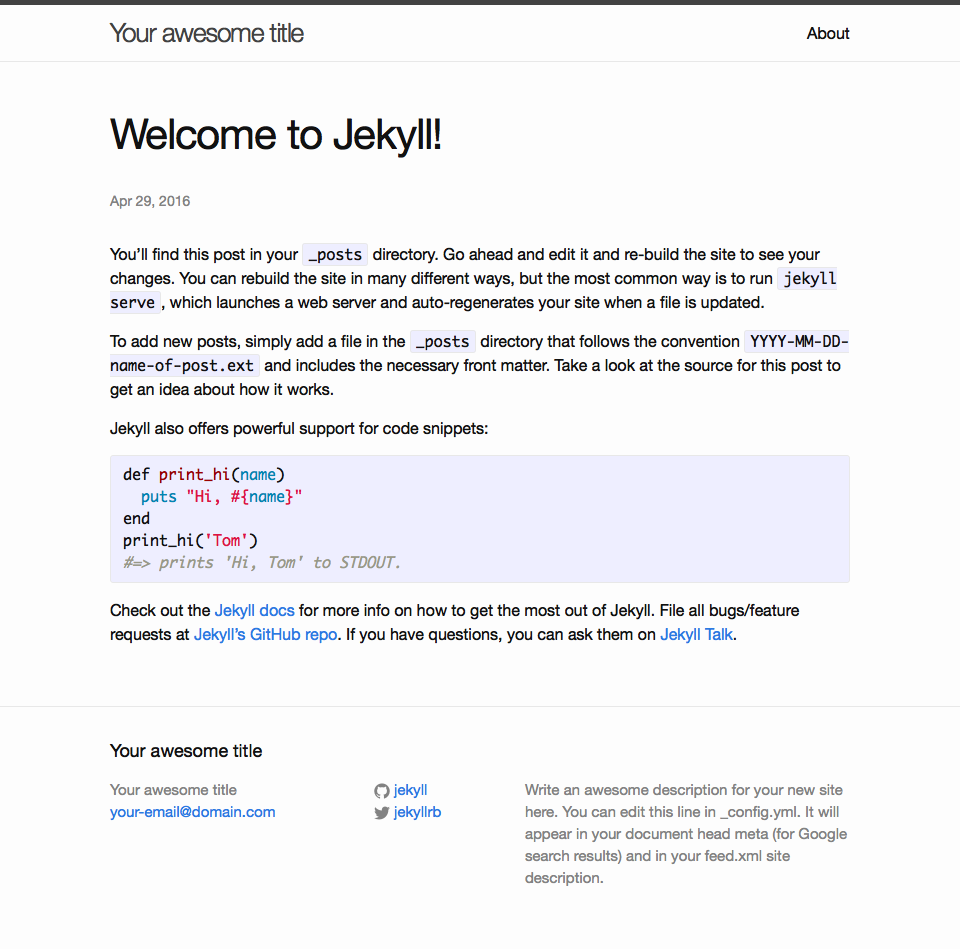 Your awesome title
About
Welcome to Jekyll!
Apr 29, 2016
You’ll find this post in your _posts directory. Go ahead and edit it and re-build the site to see your
changes. You can rebuild the site in many different ways, but the most common way is to run jekyll
serve , which launches a web server and auto-regenerates your site when a file is updated.
To add new posts, simply add a file in the _posts directory that follows the convention YYYY-MM-DD-
name-of-post.ext and includes the necessary front matter. Take a look at the source for this post to
get an idea about how it works.
Jekyll also offers powerful support for code snippets:
def print_hi(name)
  puts "Hi, #{name}"
end
print_hi('Tom')
#=> prints 'Hi, Tom' to STDOUT.
Check out the Jekyll docs for more info on how to get the most out of Jekyll. File all bugs/feature
requests at Jekyll’s GitHub repo. If you have questions, you can ask them on Jekyll Talk.
Your awesome title
Your awesome title
your-email@domain.com
jekyll
jekyllrb
Write an awesome description for your new site
here. You can edit this line in _config.yml. It will
appear in your document head meta (for Google
search results) and in your feed.xml site
description.